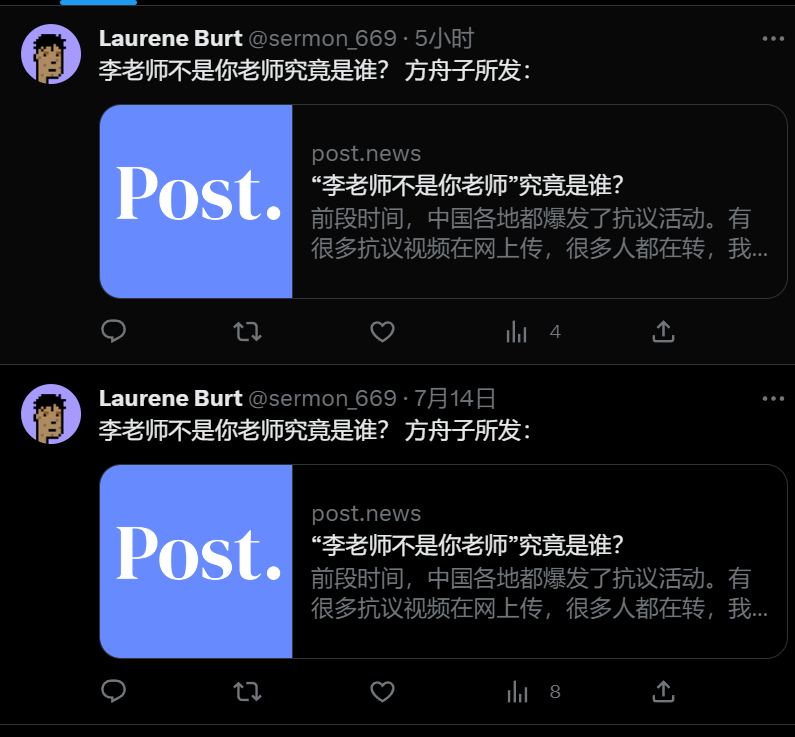 Laurene Burt @sermon_669 · 5小时
李老师不是你老师究竟是谁？ 方舟子所发：
Post.
post.news
“李老师不是你老师”究竟是谁？
前段时间，中国各地都爆发了抗议活动。有
很多抗议视频在网上传，很多人都在转，我...
4
Laurene Burt @sermon_669 · 7月14日
李老师不是你老师究竟是谁？ 方舟子所发：
Post.
post.news
“李老师不是你老师”究竟是谁？
前段时间，中国各地都爆发了抗议活动。有
很多抗议视频在网上传，很多人都在转，我...
8